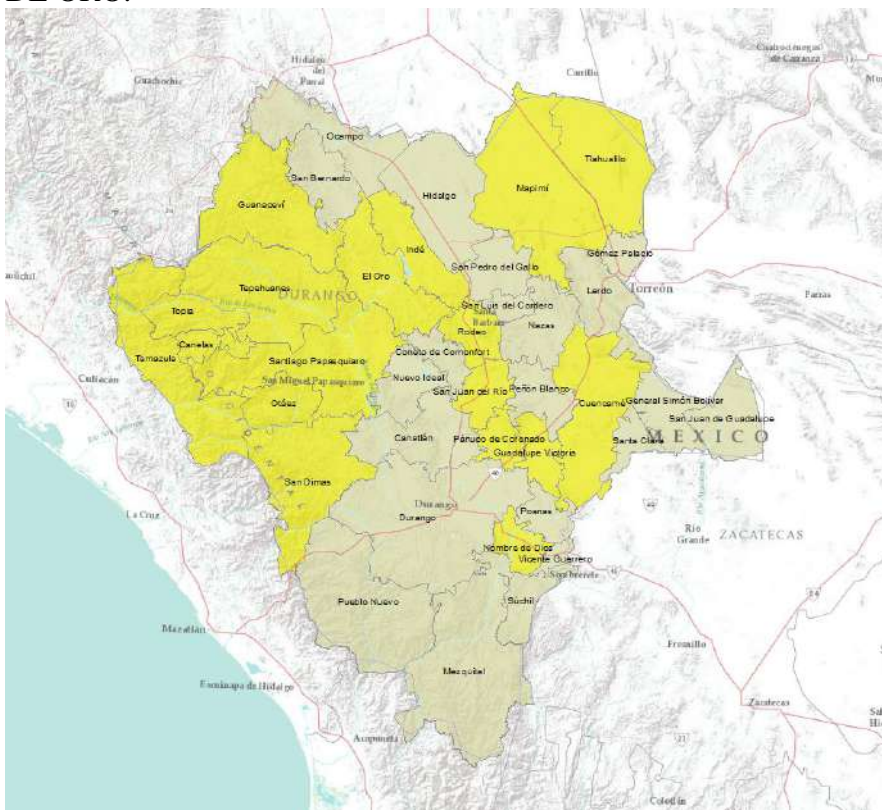 DE ORO.
Hidalgo
del
Parral
Cuatrociénegas
de Carranza
Guachochi
Carrillo
Ocampo
Tlahualilo
San Bernardo
Mapimí
Hidalgo
Guanaceví
Indé
Gómez Palacio
San Pedro del Gallo
El Oro
Tepehuanes
DURANGO
Lerdo
Torreón
Parras
San Luis del Cordero
Topia
Santa
Nazas
Rodeo
Canelas
Coneto de Comonfort
Tamazula
Santiago Papasquiaro
Culiacán
San Miguel Papasquiaro
Nuevo Ideal
San Juan del Río
Peñón Blanco
General Simón Bolívar
Otáez
Cuencamé
San Juan de Guadalupe
Canatlán
Pánuco de Coronado
Santa Clara
MEXICO
Guadalupe Victoria
San Dimas
40
La Cruz
Durango
Durango
Poanas
Río
Grande
ZACATECAS
Nombre de Dios
Vicente Guerrero
Sombrerete
Pueblo Nuevo
Súchil
Mazatlán
Fresnillo
Mezquital
Escuinapa de Hidalgo
Zacatecas
Acaponeta
Colotlán